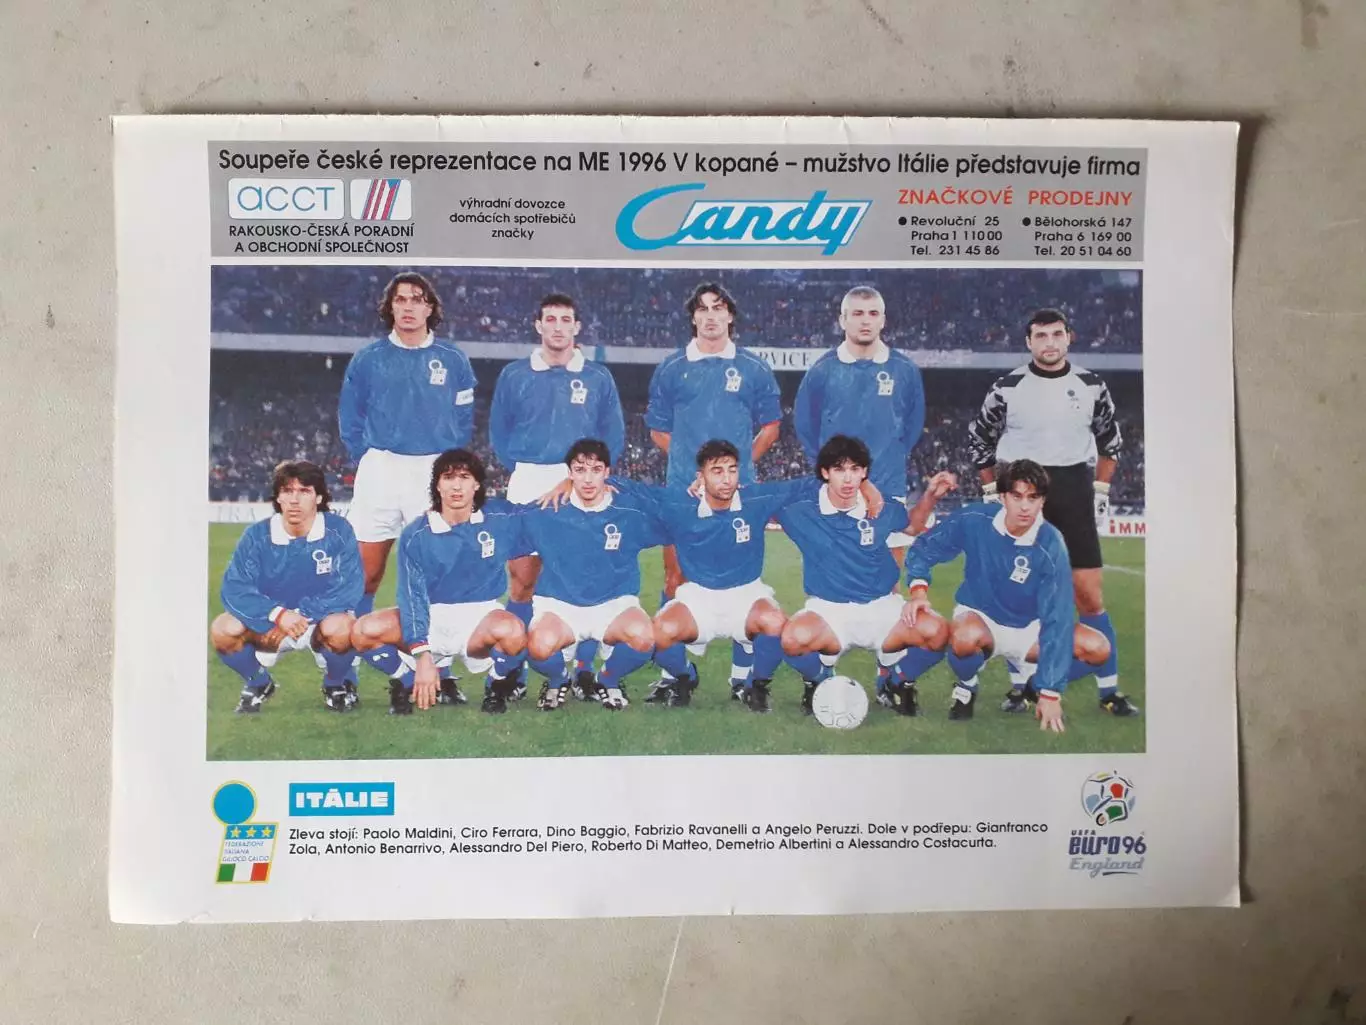 Soupeře české reprezentace na ME 1996 V kopané – mužstvo Itálie představuje firma
acct
RAKOUSKO-ČESKÁ PORADNÍ
A OBCHODNÍ SPOLEČNOST
výhradní dovozce
domácích spotřebičů
značky
Candy
ZNAČKOVÉ PRODEJNY
● Revoluční 25
Praha 1 110 00
Tel. 231 45 86
● Bělohorská 147
Praha 6 169 00
Tel. 20 51 04 60
ERVICE
imm
FEDERAZIONE
ITALIANA
GIUOCO CALCIO
ITÁLIE
Zleva stojí: Paolo Maldini, Ciro Ferrara, Dino Baggio, Fabrizio Ravanelli a Angelo Peruzzi. Dole v podřepu: Gianfranco
Zola, Antonio Benarrivo, Alessandro Del Piero, Roberto Di Matteo, Demetrio Albertini a Alessandro Costacurta.
UEFA
EURO 96
England